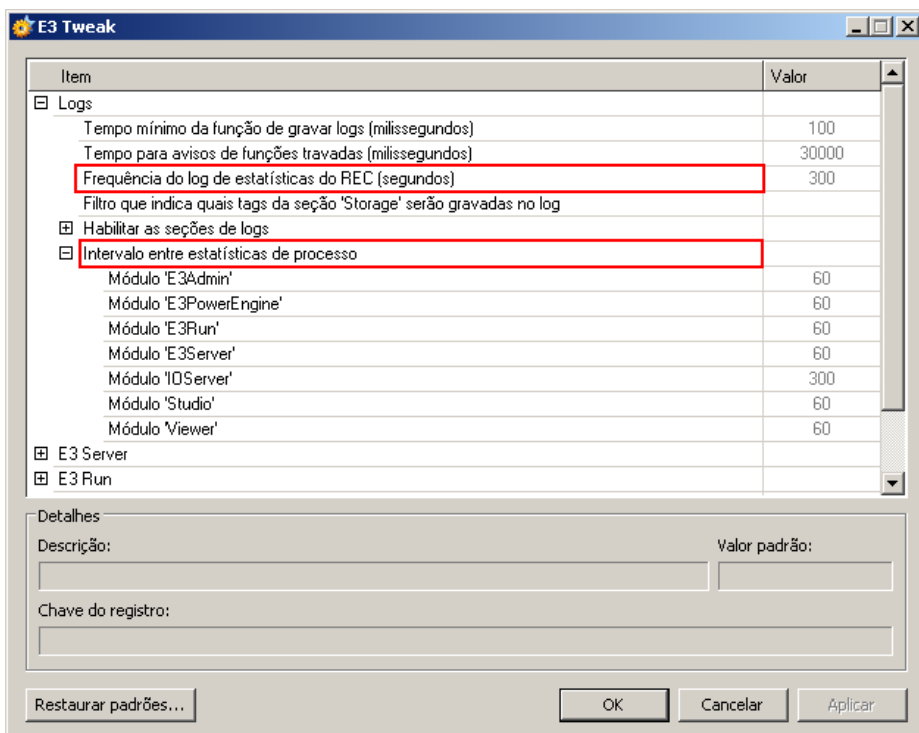 E3 Tweak
Item Valor
Logs
Tempo mínimo da função de gravar logs (milissegundos) 100
Tempo para avisos de funções travadas (milissegundos) 30000
Frequência do log de estatísticas do REC (segundos) 300
Filtro que indica quais tags da seção 'Storage' serão gravadas no log
Habilitar as seções de logs
Intervalo entre estatísticas de processo
Módulo 'E3Admin' 60
Módulo 'E3PowerEngine' 60
Módulo 'E3Run' 60
Módulo 'E3Server' 60
Módulo 'IOServer' 300
Módulo 'Studio' 60
Módulo 'Viewer' 60
E3 Server
E3 Run
Detalhes
Descrição: Valor padrão:
Chave do registro:
Restaurar padrões... OK Cancelar Aplicar